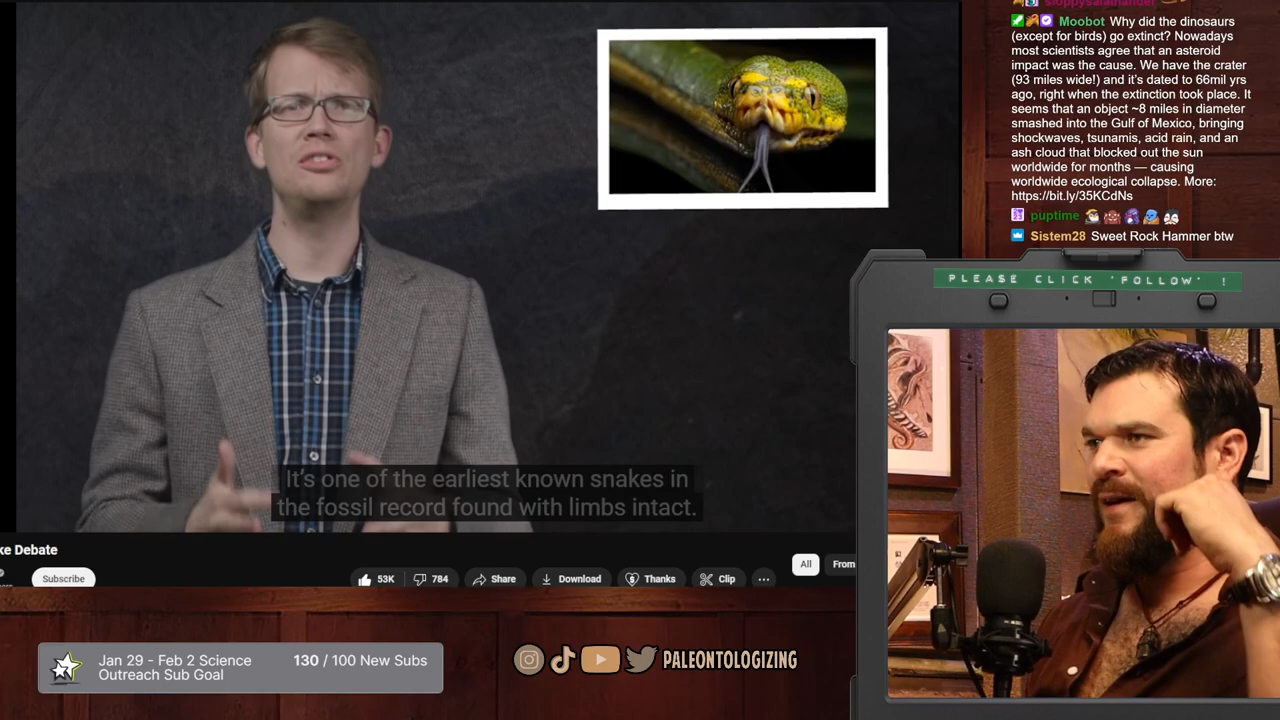 It's one of the earliest known snakes in
the fossil record found with limbs intact.
ke Debate
Subscribe
53K
784
Share
Download
Thanks
Clip
All
From
Jan 29 - Feb 2 Science
Outreach Sub Goal
130 / 100 New Subs
PALEONTOLOGIZING
Moobot Why did the dinosaurs
(except for birds) go extinct? Nowadays
most scientists agree that an asteroid
impact was the cause. We have the crater
(93 miles wide!) and it's dated to 66mil yrs
ago, right when the extinction took place. It
seems that an object ~8 miles in diameter
smashed into the Gulf of Mexico, bringing
shockwaves, tsunamis, acid rain, and an
ash cloud that blocked out the sun
worldwide for months — causing
worldwide ecological collapse. More:
https://bit.ly/35KCdNs
puptime
Sistem28 Sweet Rock Hammer btw
PLEASE CLICK 'FOLLOW' !